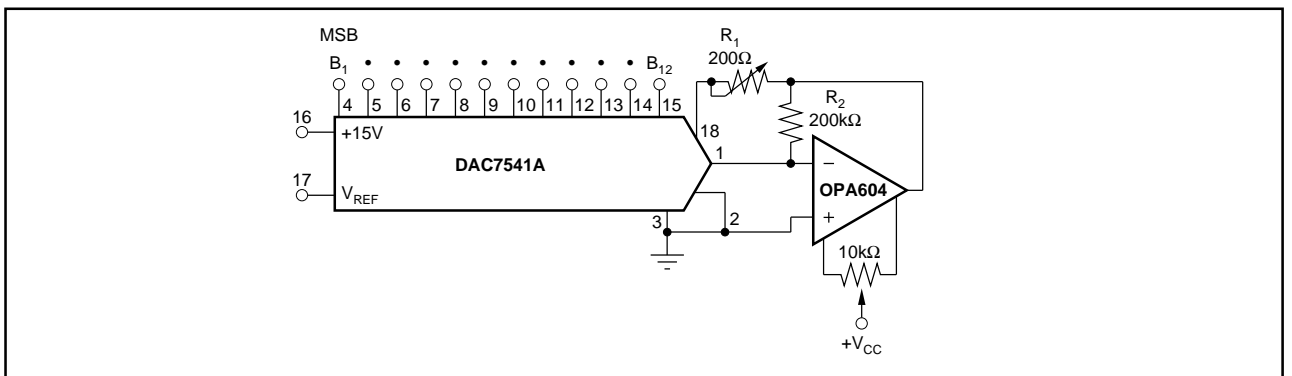 MSB
B1 • • • • • • • • • • B12
4 5 6 7 8 9 10 11 12 13 14 15
R1
200Ω
R2
200kΩ
16
+15V
18
1
DAC7541A
17
VREF
3
2
−
OPA604
+
10kΩ
+VCC